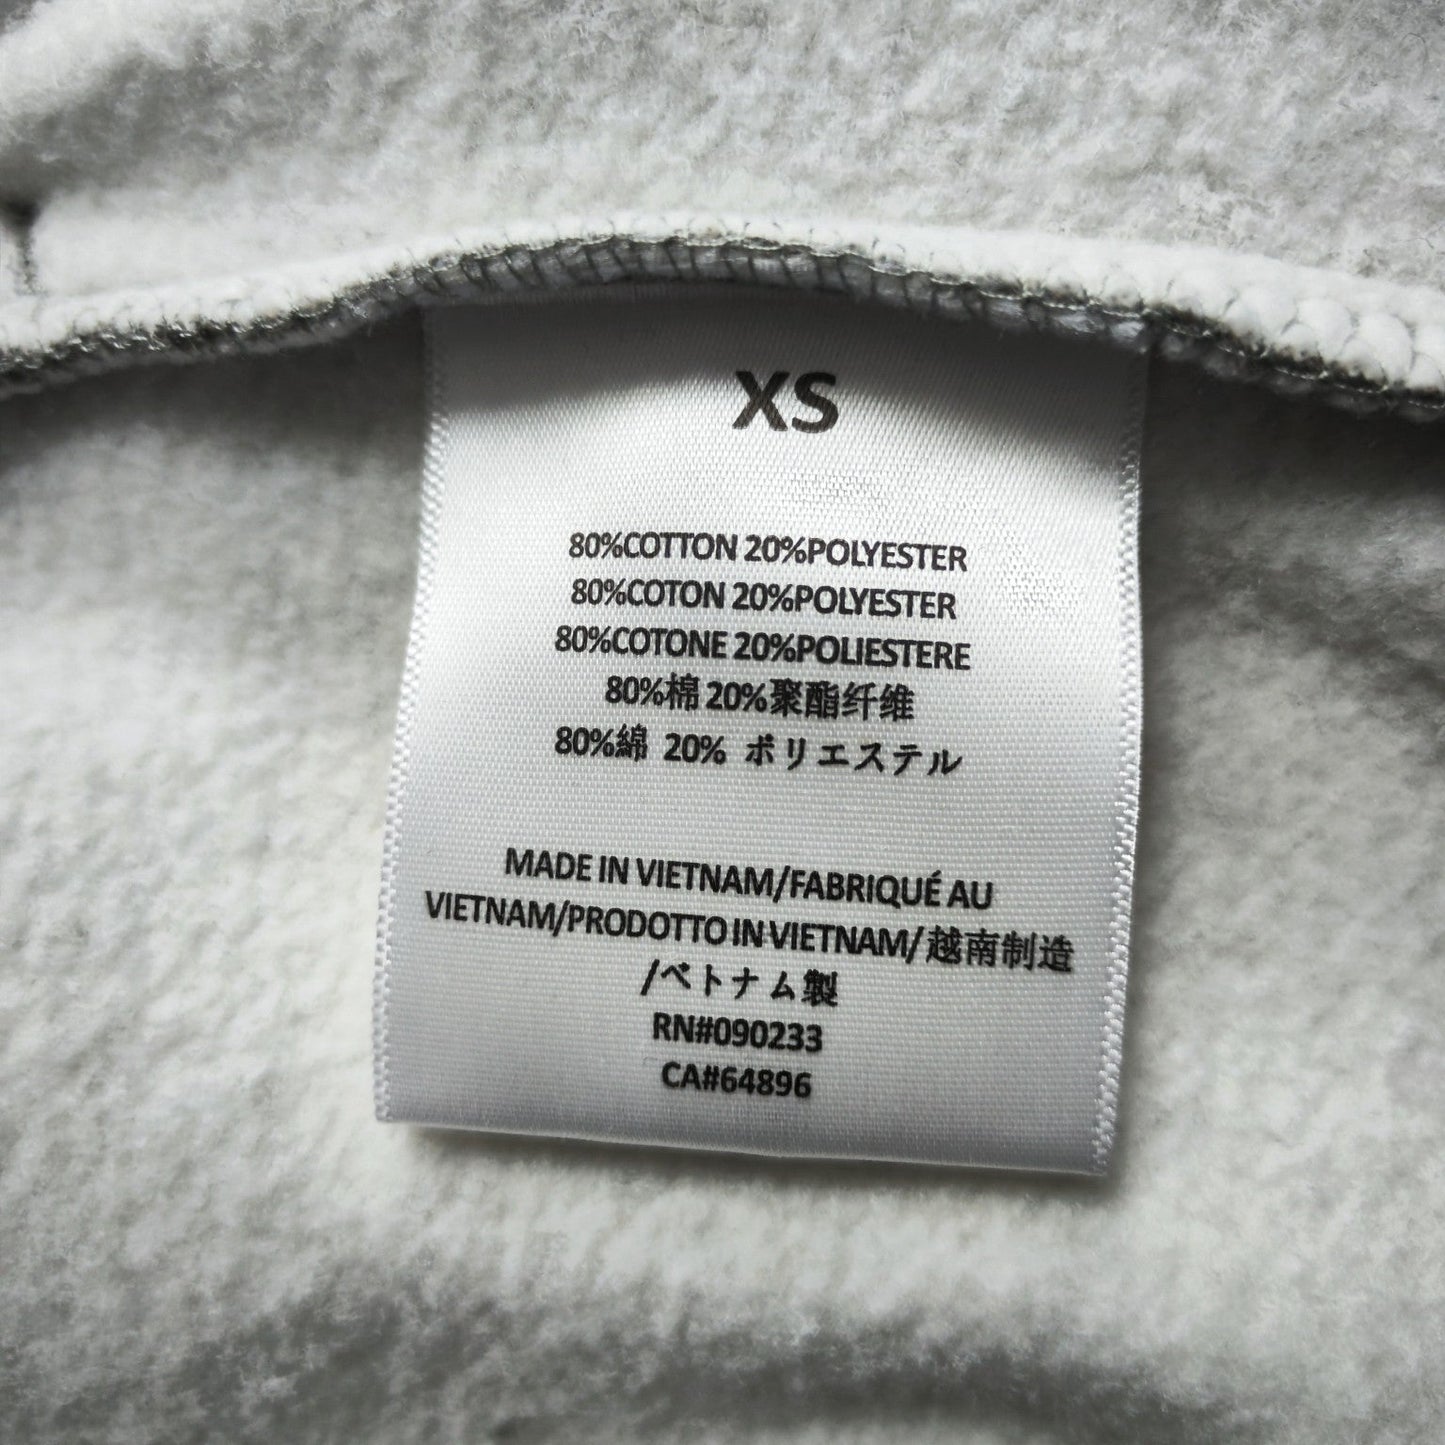 XS
80%COTTON 20%POLYESTER
80%COTON 20%POLYESTER
80%COTONE 20%POLIESTERE
80%棉 20%聚酯纤维
80%綿 20% ポリエステル
MADE IN VIETNAM/FABRIQUÉ AU
VIETNAM/PRODOTTO IN VIETNAM/越南制造
/ベトナム製
RN#090233
CA#64896